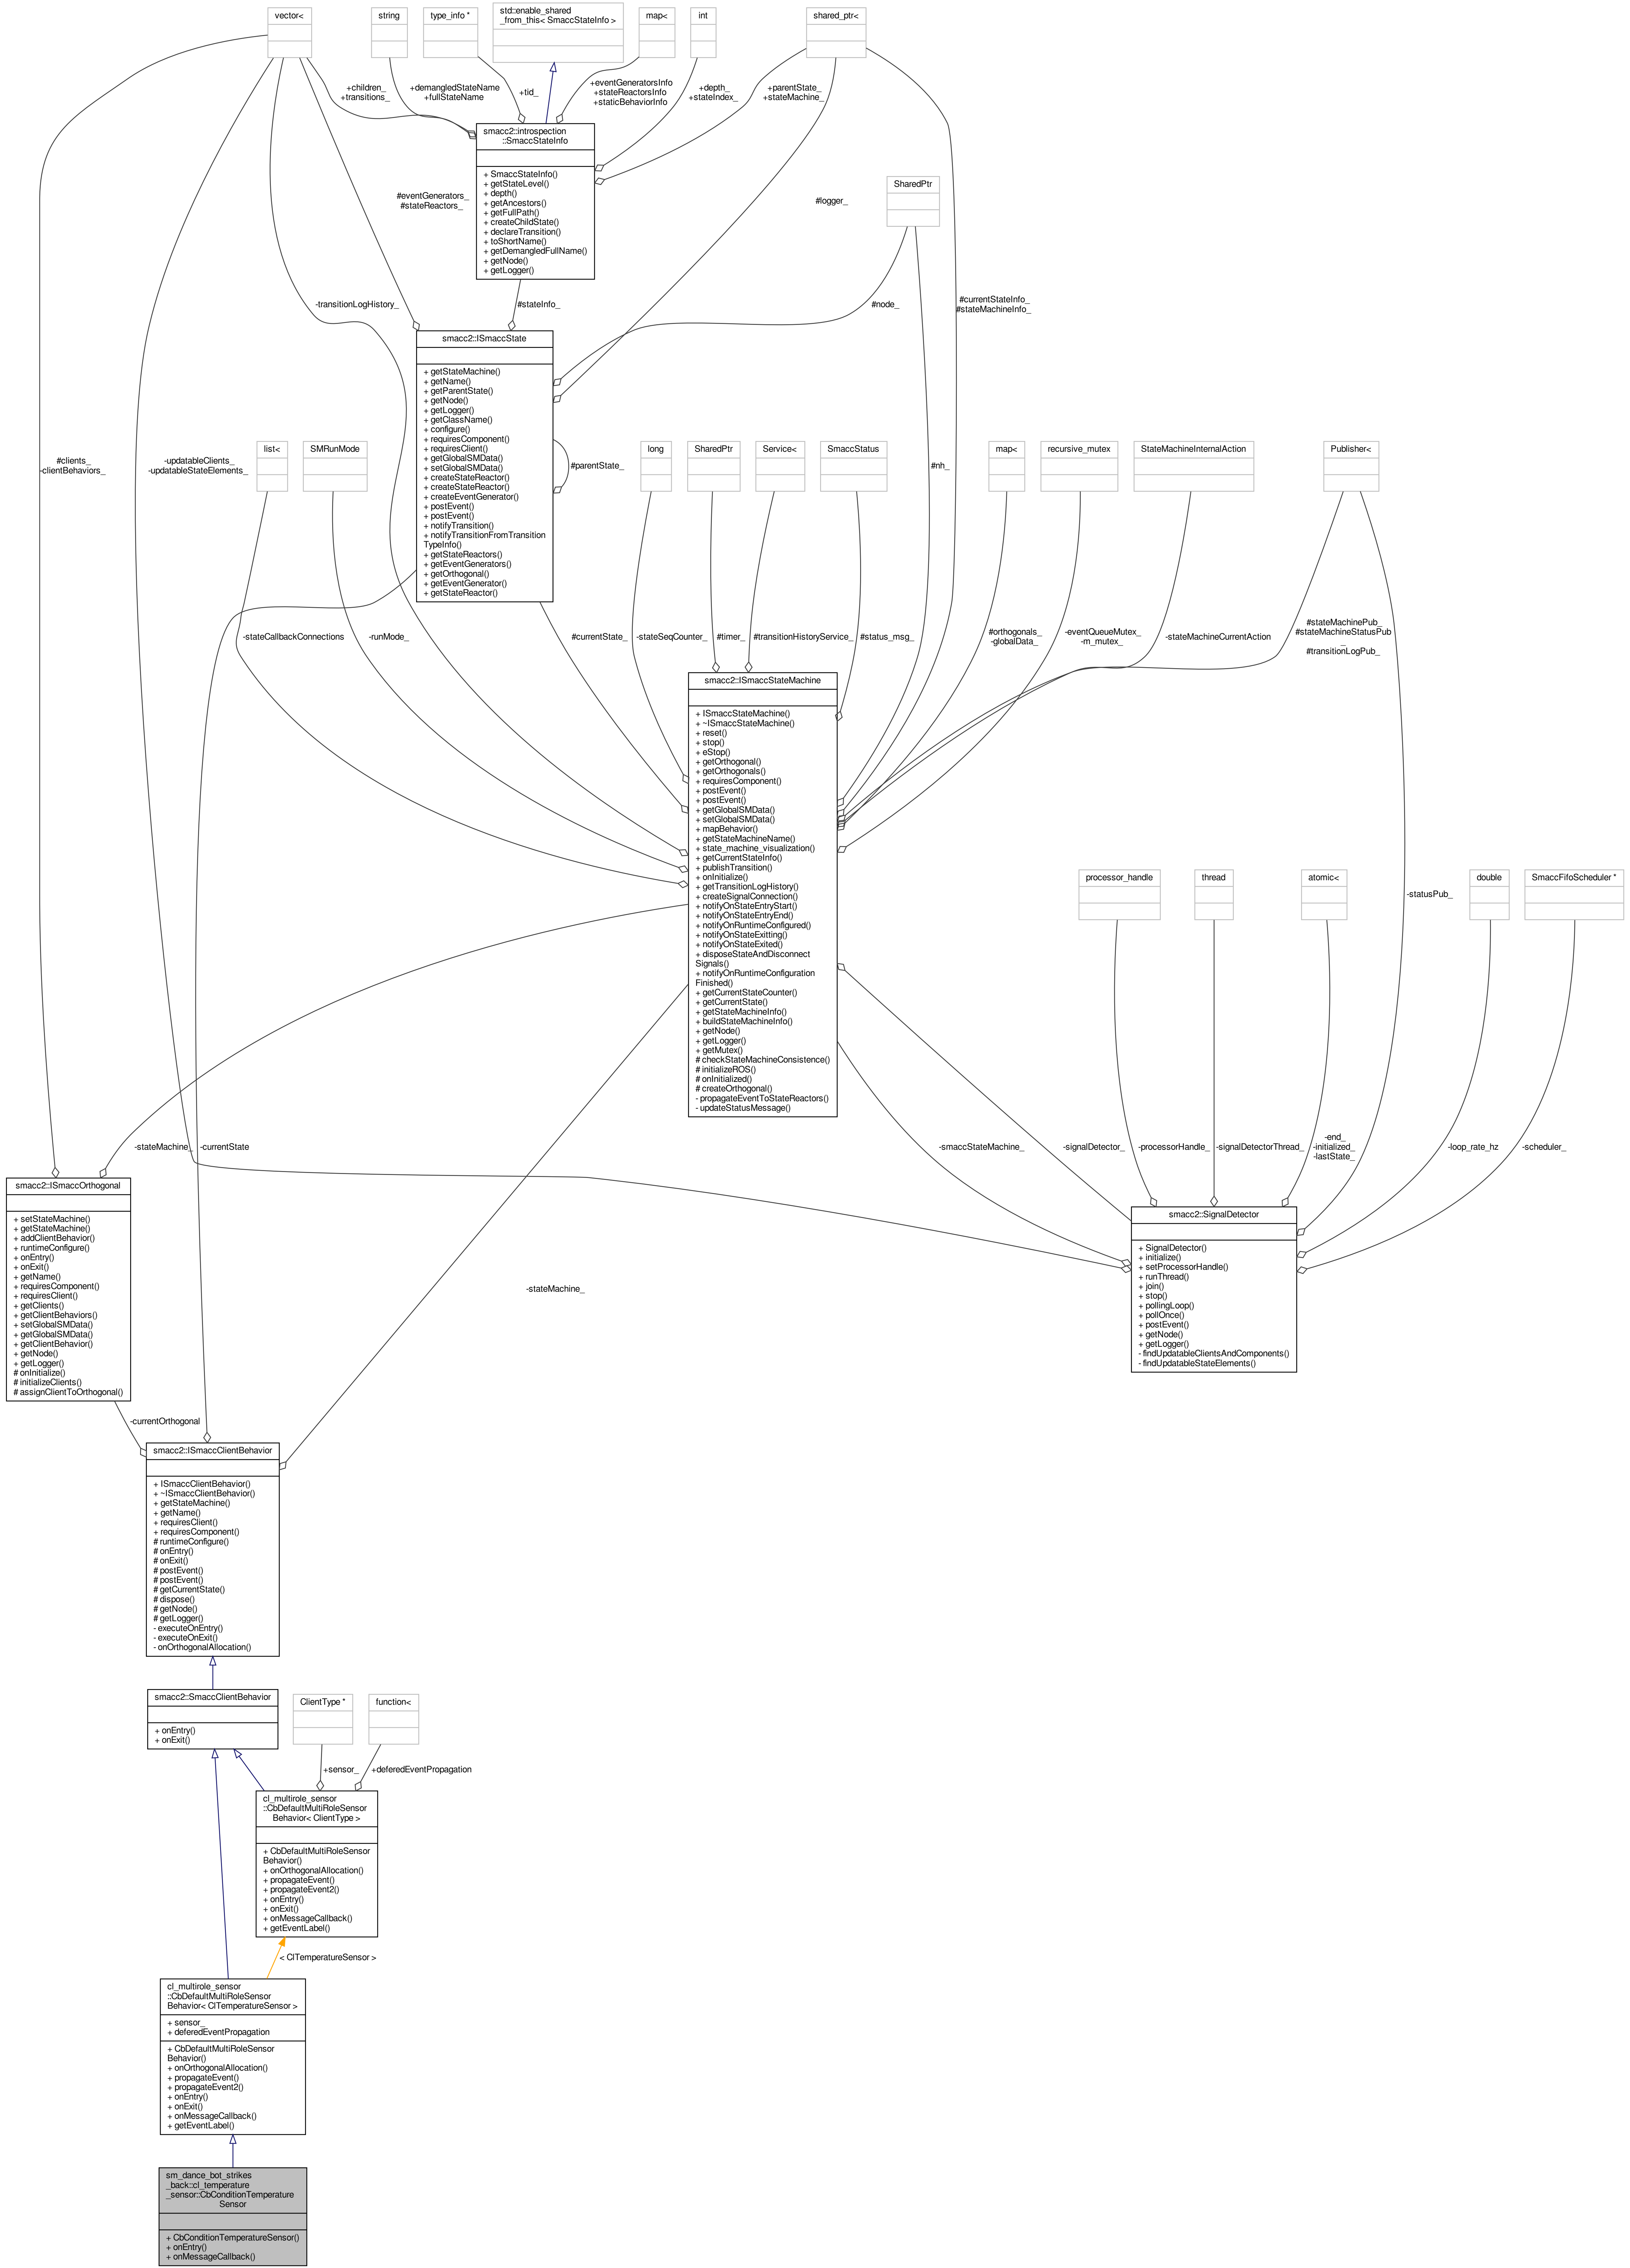 vector<
string
type_info *
std::enable_shared
_from_this< SmaccStateInfo >
map<
int
shared_ptr<
+children_
+transitions_
+demangledStateName
+fullStateName
+tid_
+eventGeneratorsInfo
+stateReactorsInfo
+staticBehaviorInfo
+depth_
+stateIndex_
+parentState_
+stateMachine_
smacc2::introspection
::SmaccStateInfo
+ SmaccStateInfo()
+ getStateLevel()
+ depth()
+ getAncestors()
+ getFullPath()
+ createChildState()
+ declareTransition()
+ toShortName()
+ getDemangledFullName()
+ getNode()
+ getLogger()
SharedPtr
#eventGenerators_
#stateReactors_
#logger_
-transitionLogHistory_
#stateInfo_
#node_
#currentStateInfo_
#stateMachineInfo_
smacc2::ISmaccState
+ getStateMachine()
+ getName()
+ getParentState()
+ getNode()
+ getLogger()
+ getClassName()
+ configure()
+ requiresComponent()
+ requiresClient()
+ getGlobalSMData()
+ setGlobalSMData()
+ createStateReactor()
+ createStateReactor()
+ createEventGenerator()
+ postEvent()
+ postEvent()
+ notifyTransition()
+ notifyTransitionFromTransition
TypeInfo()
+ getStateReactors()
+ getEventGenerators()
+ getOrthogonal()
+ getEventGenerator()
+ getStateReactor()
#clients_
-clientBehaviors_
-updatableClients_
-updatableStateElements_
list<
SMRunMode
#parentState_
long
SharedPtr
Service<
SmaccStatus
#nh_
map<
recursive_mutex
StateMachineInternalAction
Publisher<
-stateCallbackConnections
-runMode_
#currentState_
-stateSeqCounter_
#timer_
#transitionHistoryService_
#status_msg_
#orthogonals_
-globalData_
-eventQueueMutex_
-m_mutex_
-stateMachineCurrentAction
#stateMachinePub_
#stateMachineStatusPub
_
#transitionLogPub_
smacc2::ISmaccStateMachine
+ ISmaccStateMachine()
+ ~ISmaccStateMachine()
+ reset()
+ stop()
+ eStop()
+ getOrthogonal()
+ getOrthogonals()
+ requiresComponent()
+ postEvent()
+ postEvent()
+ getGlobalSMData()
+ setGlobalSMData()
+ mapBehavior()
+ getStateMachineName()
+ state_machine_visualization()
+ getCurrentStateInfo()
+ publishTransition()
+ onInitialize()
+ getTransitionLogHistory()
+ createSignalConnection()
+ notifyOnStateEntryStart()
+ notifyOnStateEntryEnd()
+ notifyOnRuntimeConfigured()
+ notifyOnStateExitting()
+ notifyOnStateExited()
+ disposeStateAndDisconnect
Signals()
+ notifyOnRuntimeConfiguration
Finished()
+ getCurrentStateCounter()
+ getCurrentState()
+ getStateMachineInfo()
+ buildStateMachineInfo()
+ getNode()
+ getLogger()
+ getMutex()
# checkStateMachineConsistence()
# initializeROS()
# onInitialized()
# createOrthogonal()
- propagateEventToStateReactors()
- updateStatusMessage()
processor_handle
thread
atomic<
-statusPub_
double
SmaccFifoScheduler *
-stateMachine_
-currentState
-smaccStateMachine_
-signalDetector_
-processorHandle_
-signalDetectorThread_
-end_
-initialized_
-lastState_
-loop_rate_hz
-scheduler_
smacc2::ISmaccOrthogonal
+ setStateMachine()
+ getStateMachine()
+ addClientBehavior()
+ runtimeConfigure()
+ onEntry()
+ onExit()
+ getName()
+ requiresComponent()
+ requiresClient()
+ getClients()
+ getClientBehaviors()
+ setGlobalSMData()
+ getGlobalSMData()
+ getClientBehavior()
+ getNode()
+ getLogger()
# onInitialize()
# initializeClients()
# assignClientToOrthogonal()
smacc2::SignalDetector
+ SignalDetector()
+ initialize()
+ setProcessorHandle()
+ runThread()
+ join()
+ stop()
+ pollingLoop()
+ pollOnce()
+ postEvent()
+ getNode()
+ getLogger()
- findUpdatableClientsAndComponents()
- findUpdatableStateElements()
-stateMachine_
-currentOrthogonal
smacc2::ISmaccClientBehavior
+ ISmaccClientBehavior()
+ ~ISmaccClientBehavior()
+ getStateMachine()
+ getName()
+ requiresClient()
+ requiresComponent()
# runtimeConfigure()
# onEntry()
# onExit()
# postEvent()
# postEvent()
# getCurrentState()
# dispose()
# getNode()
# getLogger()
- executeOnEntry()
- executeOnExit()
- onOrthogonalAllocation()
smacc2::SmaccClientBehavior
+ onEntry()
+ onExit()
ClientType *
function<
+sensor_
+deferedEventPropagation
cl_multirole_sensor
::CbDefaultMultiRoleSensor
Behavior< ClientType >
+ CbDefaultMultiRoleSensor
Behavior()
+ onOrthogonalAllocation()
+ propagateEvent()
+ propagateEvent2()
+ onEntry()
+ onExit()
+ onMessageCallback()
+ getEventLabel()
< ClTemperatureSensor >
cl_multirole_sensor
::CbDefaultMultiRoleSensor
Behavior< ClTemperatureSensor >
+ sensor_
+ deferedEventPropagation
+ CbDefaultMultiRoleSensor
Behavior()
+ onOrthogonalAllocation()
+ propagateEvent()
+ propagateEvent2()
+ onEntry()
+ onExit()
+ onMessageCallback()
+ getEventLabel()
sm_dance_bot_strikes
_back::cl_temperature
_sensor::CbConditionTemperature
Sensor
+ CbConditionTemperatureSensor()
+ onEntry()
+ onMessageCallback()